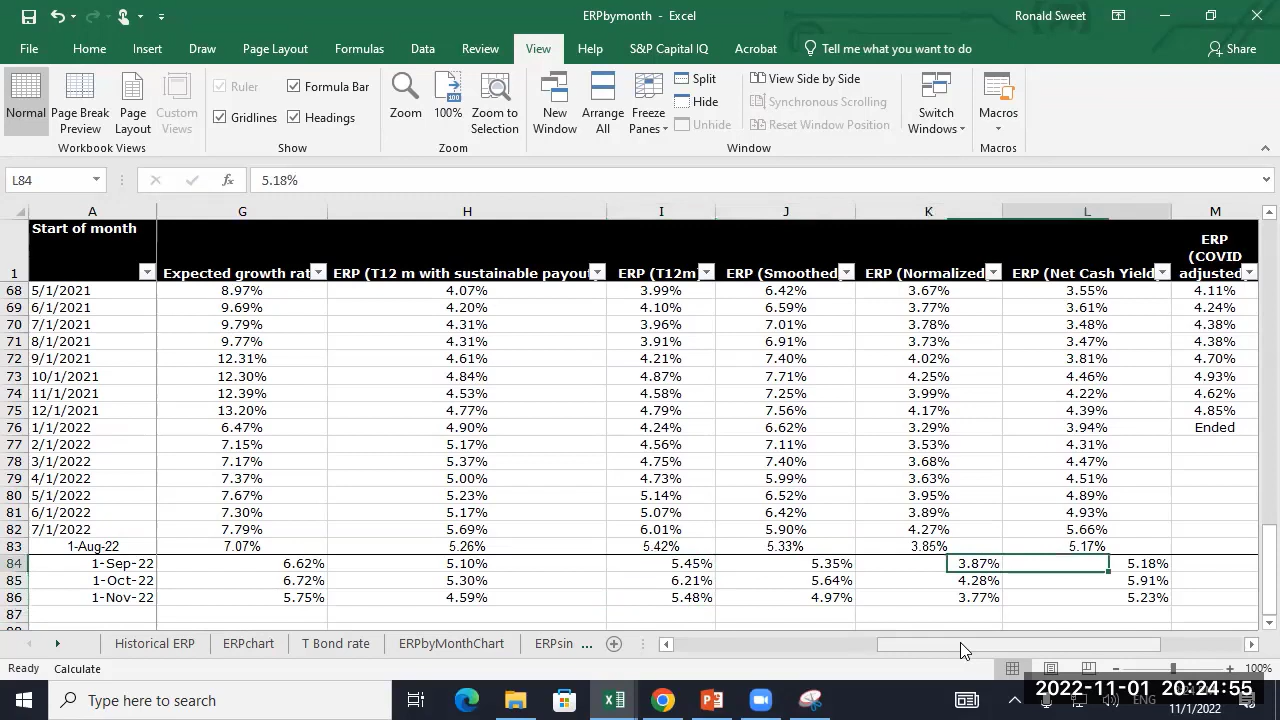 ERPbymonth - Excel
Ronald Sweet
File Home Insert Draw Page Layout Formulas Data Review View Help S&P Capital IQ Acrobat Tell me what you want to do Share
Normal Page Break Preview Page Layout Custom Views
Workbook Views
Ruler Formula Bar
Gridlines Headings
Show
Zoom 100% Zoom to Selection
Zoom
New Window Arrange All Freeze Panes
Split
Hide
Unhide
View Side by Side
Synchronous Scrolling
Reset Window Position
Window
Switch Windows
Macros
Macros
L84 fx 5.18%
A G H I J K L M
1 Start of month Expected growth rat ERP (T12 m with sustainable payou ERP (T12m) ERP (Smoothed ERP (Normalized ERP (Net Cash Yield ERP (COVID adjusted
68 5/1/2021 8.97% 4.07% 3.99% 6.42% 3.67% 3.55% 4.11%
69 6/1/2021 9.69% 4.20% 4.10% 6.59% 3.77% 3.61% 4.24%
70 7/1/2021 9.79% 4.31% 3.96% 7.01% 3.78% 3.48% 4.38%
71 8/1/2021 9.77% 4.31% 3.91% 6.91% 3.73% 3.47% 4.38%
72 9/1/2021 12.31% 4.61% 4.21% 7.40% 4.02% 3.81% 4.70%
73 10/1/2021 12.30% 4.84% 4.87% 7.71% 4.25% 4.46% 4.93%
74 11/1/2021 12.39% 4.53% 4.58% 7.25% 3.99% 4.22% 4.62%
75 12/1/2021 13.20% 4.77% 4.79% 7.56% 4.17% 4.39% 4.85%
76 1/1/2022 6.47% 4.90% 4.24% 6.62% 3.29% 3.94% Ended
77 2/1/2022 7.15% 5.17% 4.56% 7.11% 3.53% 4.31%
78 3/1/2022 7.17% 5.37% 4.75% 7.40% 3.68% 4.47%
79 4/1/2022 7.37% 5.00% 4.73% 5.99% 3.63% 4.51%
80 5/1/2022 7.67% 5.23% 5.14% 6.52% 3.95% 4.89%
81 6/1/2022 7.30% 5.17% 5.07% 6.42% 3.89% 4.93%
82 7/1/2022 7.79% 5.69% 6.01% 5.90% 4.27% 5.66%
83 1-Aug-22 7.07% 5.26% 5.42% 5.33% 3.85% 5.17%
84 1-Sep-22 6.62% 5.10% 5.45% 5.35% 3.87% 5.18%
85 1-Oct-22 6.72% 5.30% 6.21% 5.64% 4.28% 5.91%
86 1-Nov-22 5.75% 4.59% 5.48% 4.97% 3.77% 5.23%
87
Historical ERP ERPchart T Bond rate ERPbyMonthChart ERPsin ...
Ready Calculate 100%
Type here to search
2022-11-01 20:24:55
ENG
11/1/2022